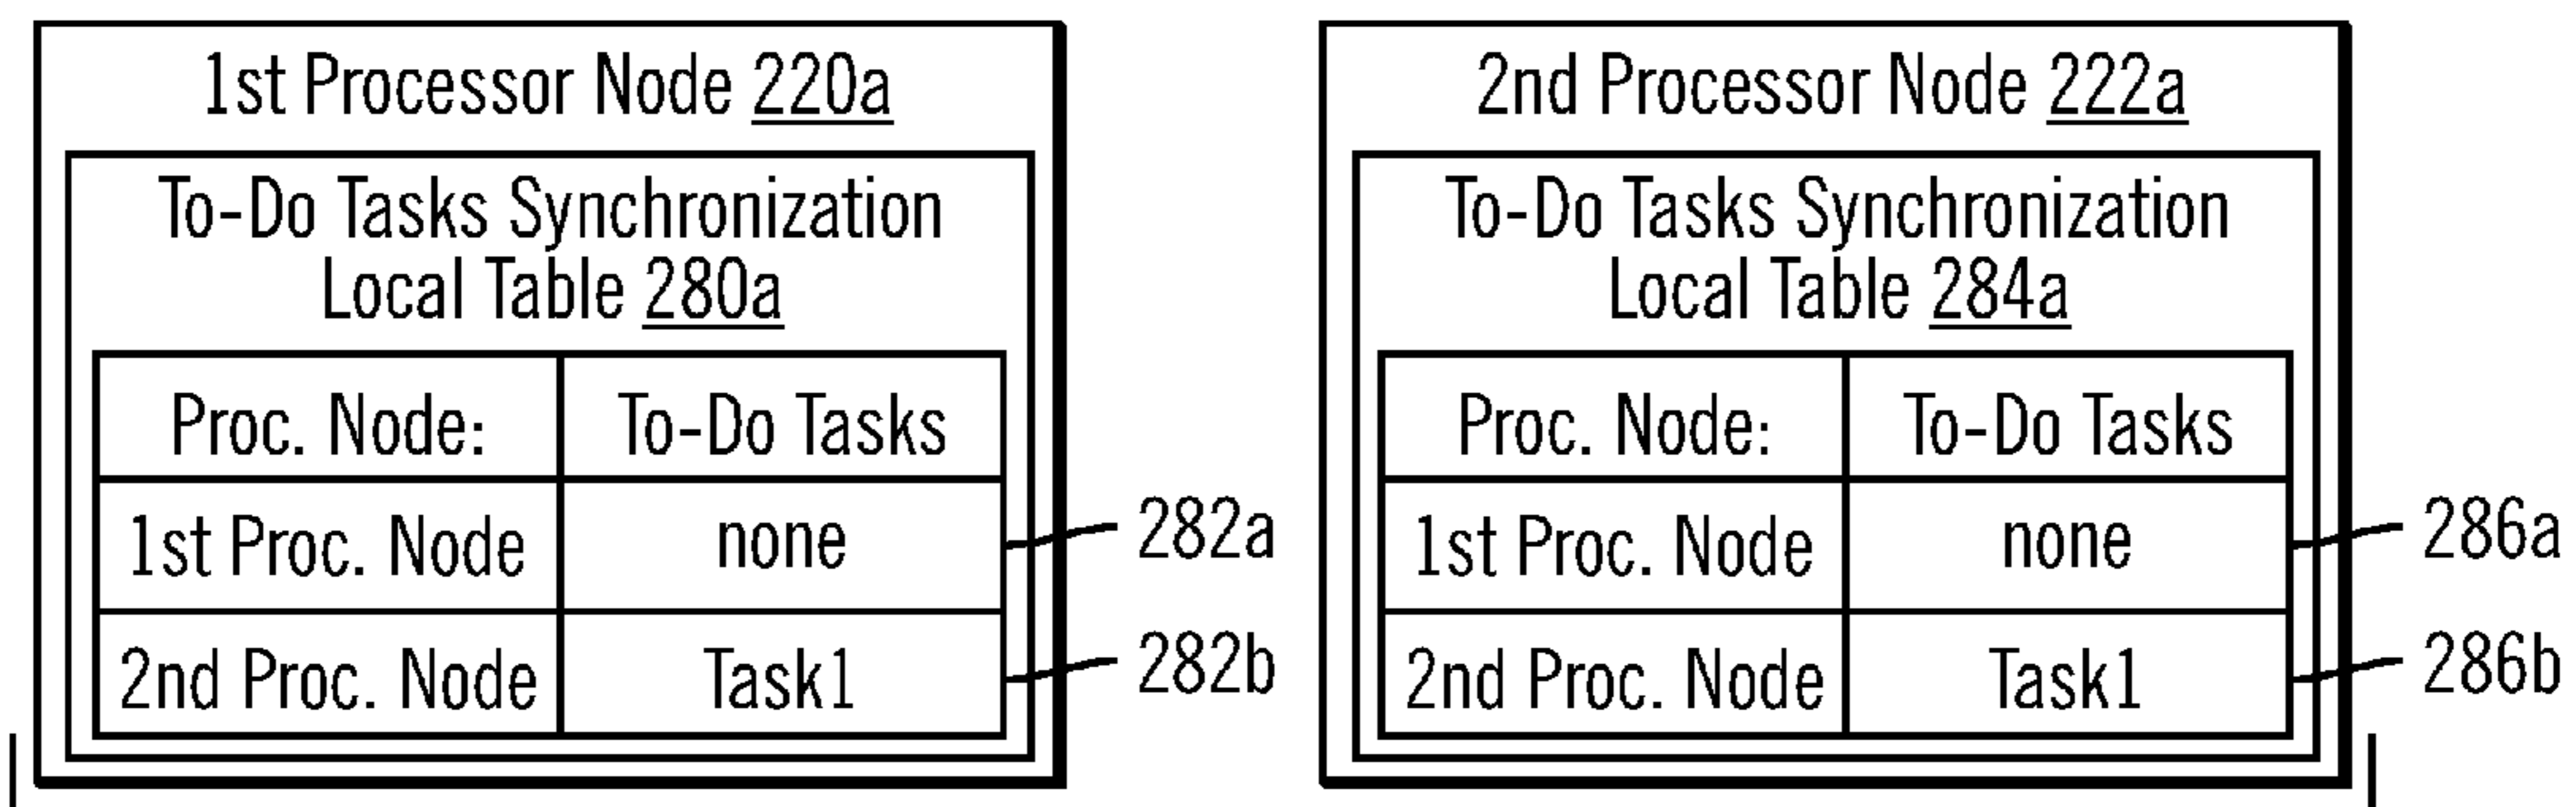 1st Processor Node 220a
To-Do Tasks Synchronization
Local Table 280a
Proc. Node: To-Do Tasks
1st Proc. Node none 282a
2nd Proc. Node Task1 282b
2nd Processor Node 222a
To-Do Tasks Synchronization
Local Table 284a
Proc. Node: To-Do Tasks
1st Proc. Node none 286a
2nd Proc. Node Task1 286b